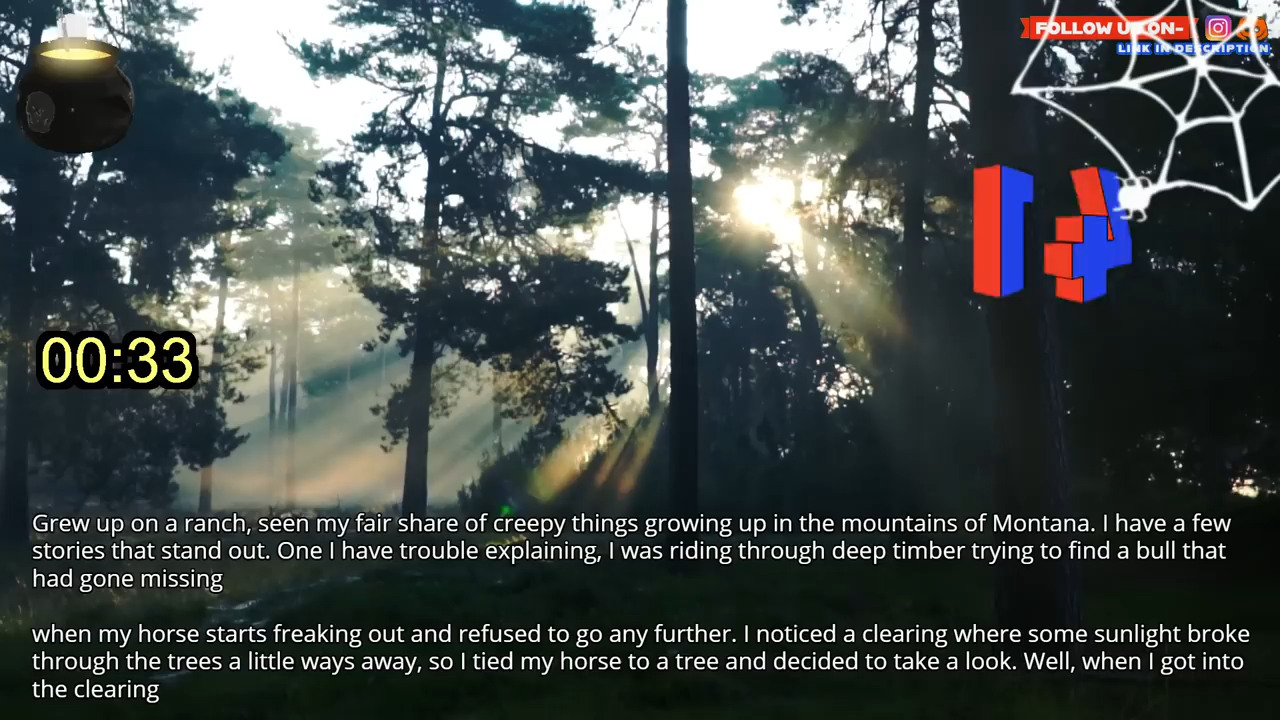 FOLLOW US ON-
LINK IN DESCRIPTION
00:33
Grew up on a ranch, seen my fair share of creepy things growing up in the mountains of Montana. I have a few
stories that stand out. One I have trouble explaining, I was riding through deep timber trying to find a bull that
had gone missing
when my horse starts freaking out and refused to go any further. I noticed a clearing where some sunlight broke
through the trees a little ways away, so I tied my horse to a tree and decided to take a look. Well, when I got into
the clearing